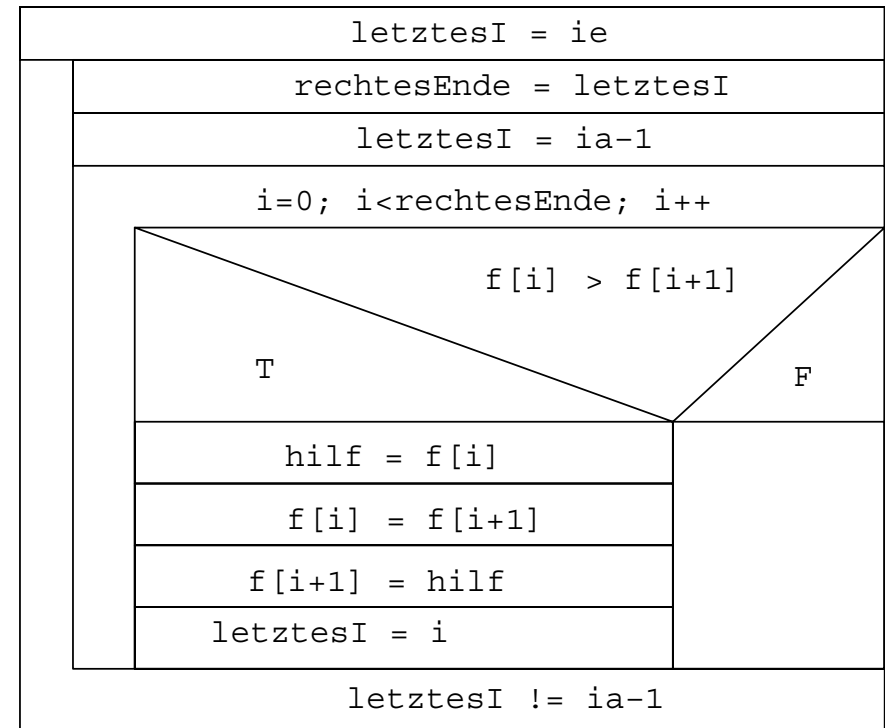 letztesI = ie
rechtesEnde = letztesI
letztesI = ia-1
i=0; i<rechtesEnde; i++
f[i] > f[i+1]
T
F
hilf = f[i]
f[i] = f[i+1]
f[i+1] = hilf
letztesI = i
letztesI != ia-1